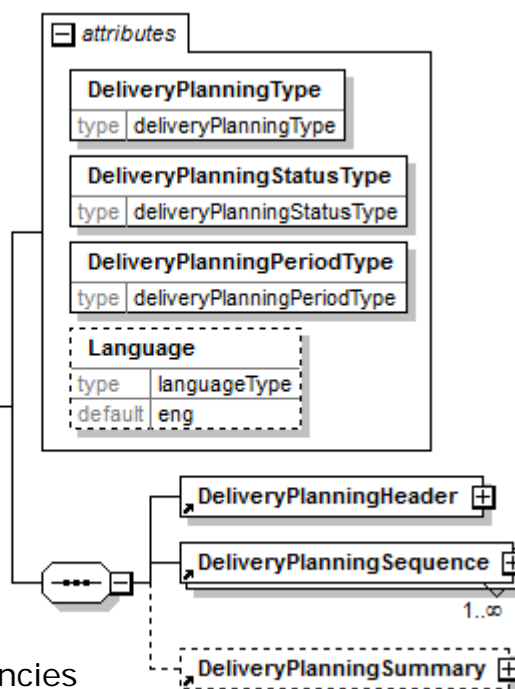 attributes
DeliveryPlanningType
type deliveryPlanningType
DeliveryPlanningStatusType
type deliveryPlanningStatusType
DeliveryPlanningPeriodType
type deliveryPlanningPeriodType
Language
type languageType
default eng
DeliveryPlanningHeader
DeliveryPlanningSequence
1..∞
DeliveryPlanningSummary
ncies